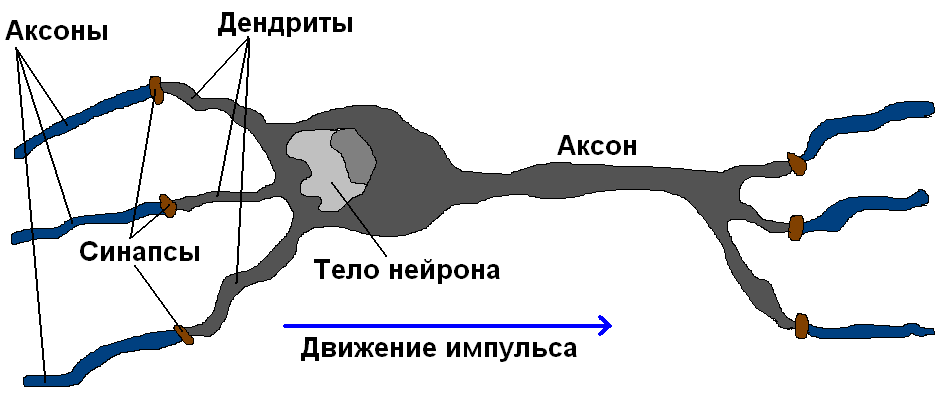 Аксоны
Дендриты
Аксон
Синапсы
Тело нейрона
Движение импульса